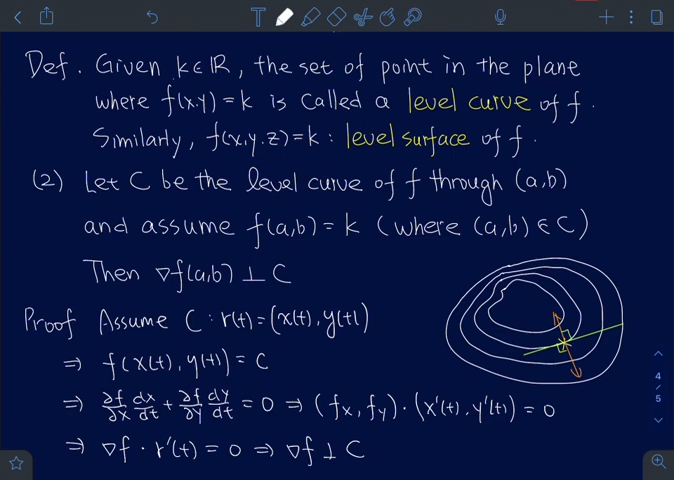 Def. Given k∈ℝ, the set of point in the plane
where f(x,y) = k is called a level curve of f.
Similarly, f(x,y,z) = k : level surface of f.
(2) Let C be the level curve of f through (a,b)
and assume f(a,b) = k (where (a,b) ∈ C)
Then ∇f(a,b) ⊥ C
Proof Assume C : r(t) = (x(t), y(t))
⇒ f(x(t), y(t)) = C
⇒ ∂f/∂x dx/dt + ∂f/∂y dy/dt = 0 ⇒ (fx, fy)·(x'(t), y'(t)) = 0
⇒ ∇f · r'(t) = 0 ⇒ ∇f ⊥ C
4
/
5